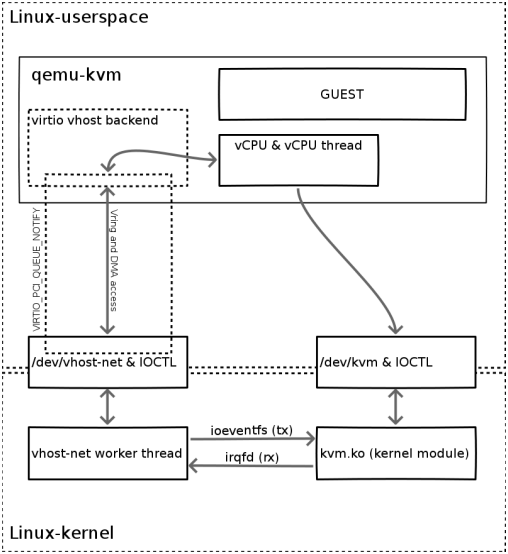 Linux-userspace
qemu-kvm
GUEST
virtio vhost backend
vCPU & vCPU thread
VIRTIO_PCI_QUEUE_NOTIFY
Vring and DMA access
/dev/vhost-net & IOCTL
/dev/kvm & IOCTL
ioeventfs (tx)
vhost-net worker thread
kvm.ko (kernel module)
irqfd (rx)
Linux-kernel